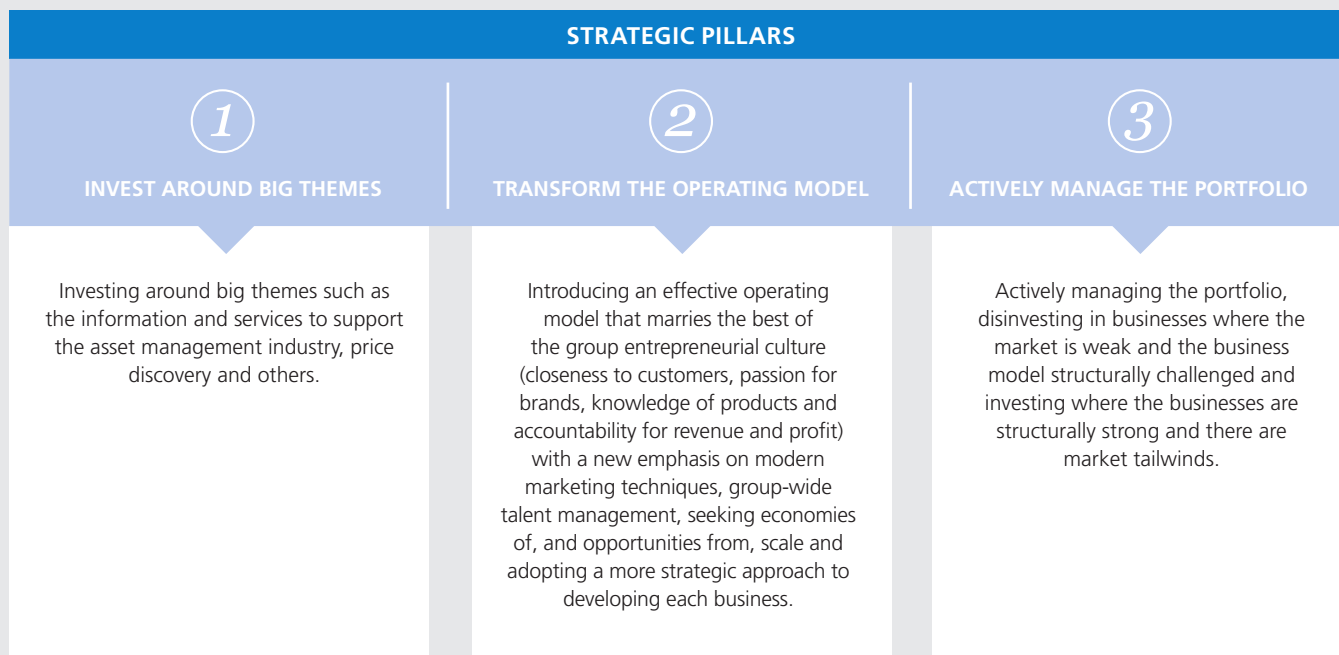 STRATEGIC PILLARS
1
INVEST AROUND BIG THEMES
Investing around big themes such as
the information and services to support
the asset management industry, price
discovery and others.
2
TRANSFORM THE OPERATING MODEL
Introducing an effective operating
model that marries the best of
the group entrepreneurial culture
(closeness to customers, passion for
brands, knowledge of products and
accountability for revenue and profit)
with a new emphasis on modern
marketing techniques, group-wide
talent management, seeking economies
of, and opportunities from, scale and
adopting a more strategic approach to
developing each business.
3
ACTIVELY MANAGE THE PORTFOLIO
Actively managing the portfolio,
disinvesting in businesses where the
market is weak and the business
model structurally challenged and
investing where the businesses are
structurally strong and there are
market tailwinds.